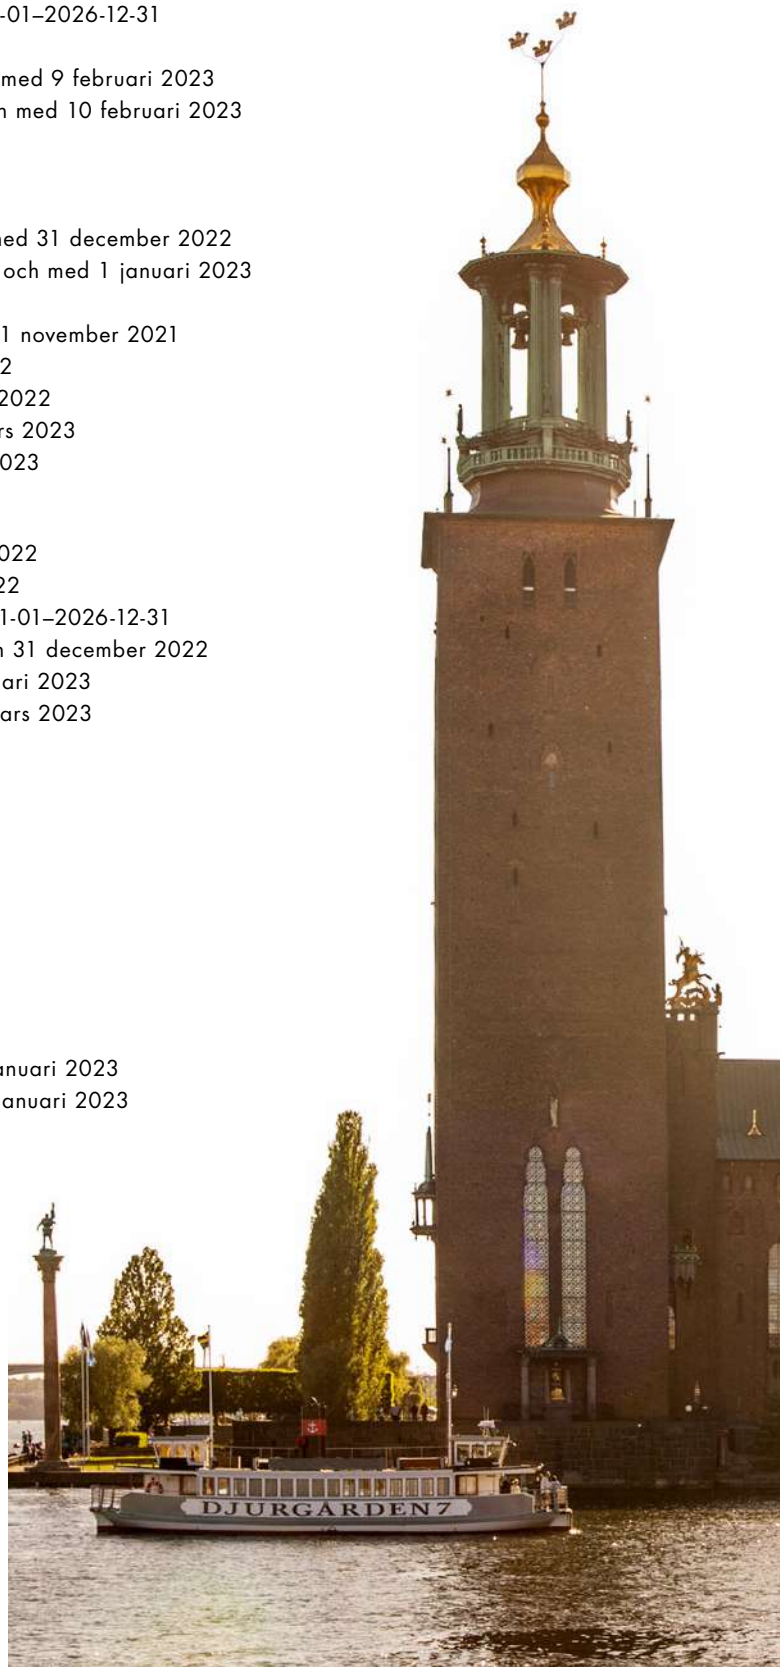 -01–2026-12-31
med 9 februari 2023
med 10 februari 2023
31 december 2022
och med 1 januari 2023
1 november 2021
2
2022
rs 2023
023
022
22
1-01–2026-12-31
31 december 2022
ari 2023
ars 2023
anuari 2023
anuari 2023
DJURGÅRDEN 7